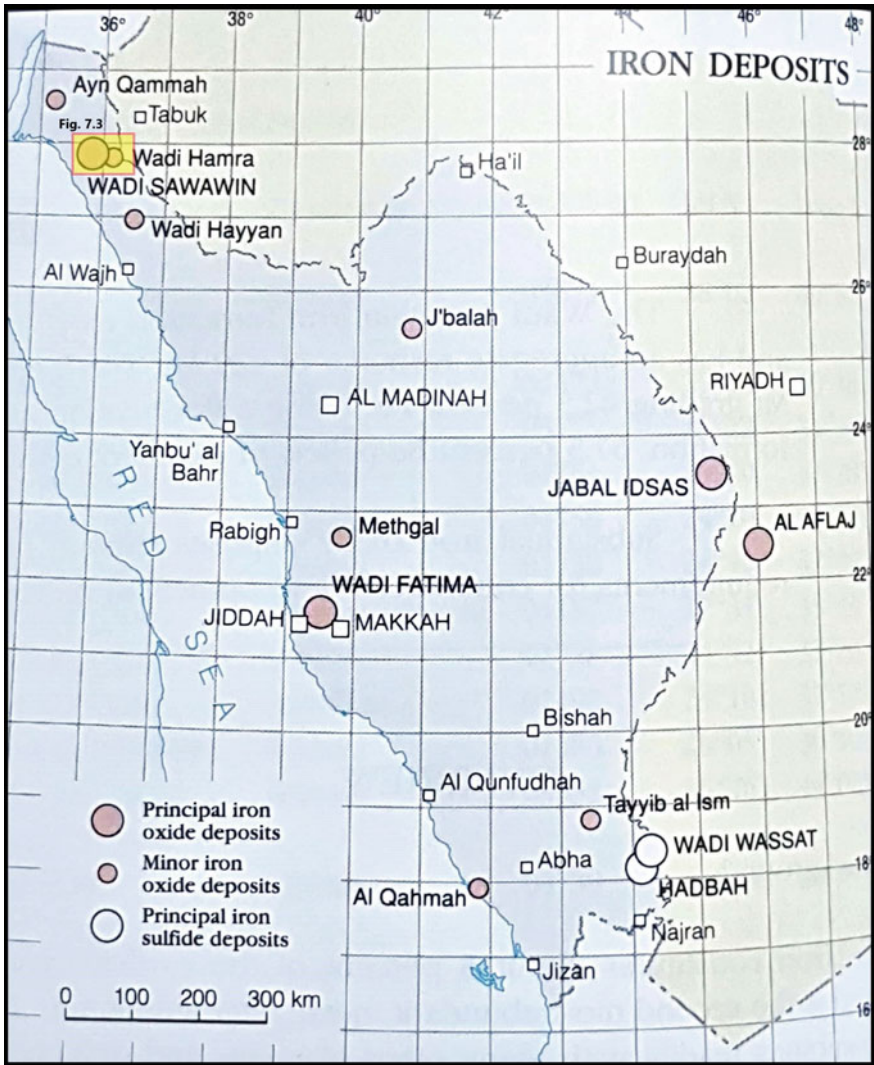 36°
38°
40°
42°
44°
46°
48°
IRON DEPOSITS
Ayn Qammah
Tabuk
Fig. 7.3
28°
Wadi Hamra
WADI SAWAWIN
Ha'il
Wadi Hayyan
Buraydah
Al Wajh
26°
J'balah
RIYADH
AL MADINAH
24°
Yanbu' al
Bahr
JABAL IDSAS
RED SEA
Rabigh
Methgal
AL AFLAJ
22°
WADI FATIMA
JIDDAH
MAKKAH
Bishah
20°
Al Qunfudhah
Tayyib al Ism
Principal iron
oxide deposits
WADI WASSAT
Abha
18°
Minor iron
oxide deposits
Al Qahmah
HADBAH
Principal iron
sulfide deposits
Najran
Jizan
0 100 200 300 km
16°